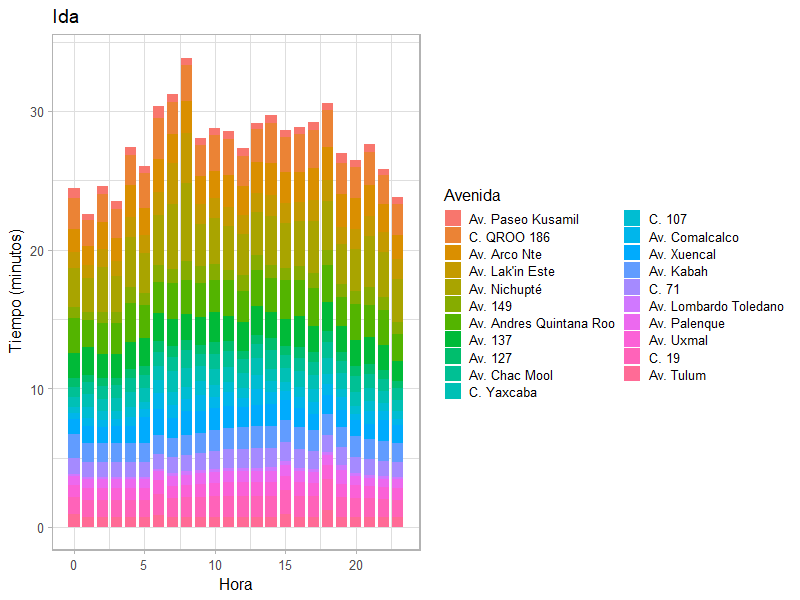 Ida
Tiempo (minutos)
30
20
10
0
0 5 10 15 20
Hora
Avenida
Av. Paseo Kusamil
C. QROO 186
Av. Arco Nte
Av. Lak'in Este
Av. Nichupté
Av. 149
Av. Andres Quintana Roo
Av. 137
Av. 127
Av. Chac Mool
C. Yaxcaba
C. 107
Av. Comalcalco
Av. Xuencal
Av. Kabah
C. 71
Av. Lombardo Toledano
Av. Palenque
Av. Uxmal
C. 19
Av. Tulum